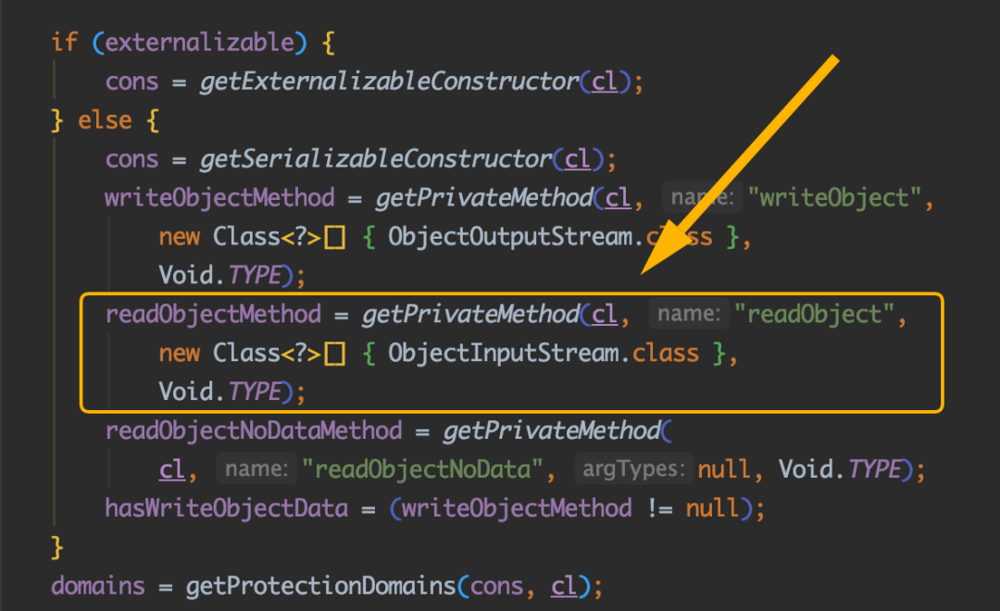 if (externalizable) {
cons = getExternalizableConstructor(cl);
} else {
cons = getSerializableConstructor(cl);
writeObjectMethod = getPrivateMethod(cl, name: "writeObject",
new Class<?>[] { ObjectOutputStream.class },
Void.TYPE);
readObjectMethod = getPrivateMethod(cl, name: "readObject",
new Class<?>[] { ObjectInputStream.class },
Void.TYPE);
readObjectNoDataMethod = getPrivateMethod(
cl, name: "readObjectNoData", argTypes: null, Void.TYPE);
hasWriteObjectData = (writeObjectMethod != null);
}
domains = getProtectionDomains(cons, cl);